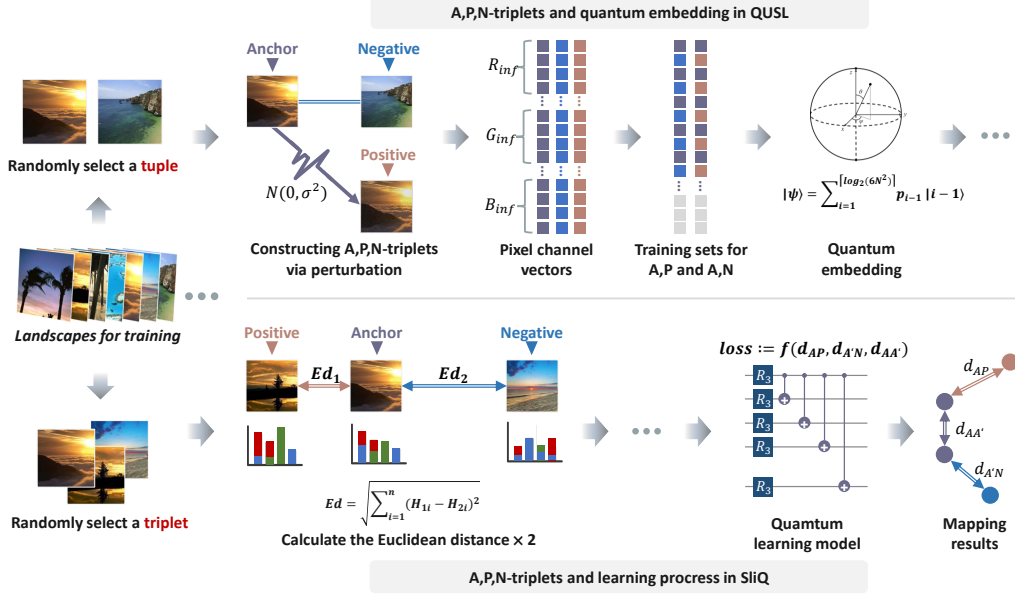 A,P,N-triplets and quantum embedding in QUSL
Randomly select a tuple
Anchor
Negative
Positive
N(0, σ²)
Constructing A,P,N-triplets
via perturbation
R_inf
G_inf
B_inf
Pixel channel
vectors
Training sets for
A,P and A,N
z
θ
φ
x
y
|ψ⟩ = ∑_{i=1}^{⌈log₂(6N²)⌉} p_{i−1} |i−1⟩
Quantum
embedding
Landscapes for training
Randomly select a triplet
Positive
Anchor
Negative
Ed₁
Ed₂
Ed = √(∑_{i=1}^{n} (H_{1i} − H_{2i})²)
Calculate the Euclidean distance × 2
loss := f(d_AP, d_A'N, d_AA')
R₃
R₃
R₃
R₃
R₃
Quantum
learning model
d_AP
d_AA'
d_A'N
Mapping
results
A,P,N-triplets and learning procress in SliQ